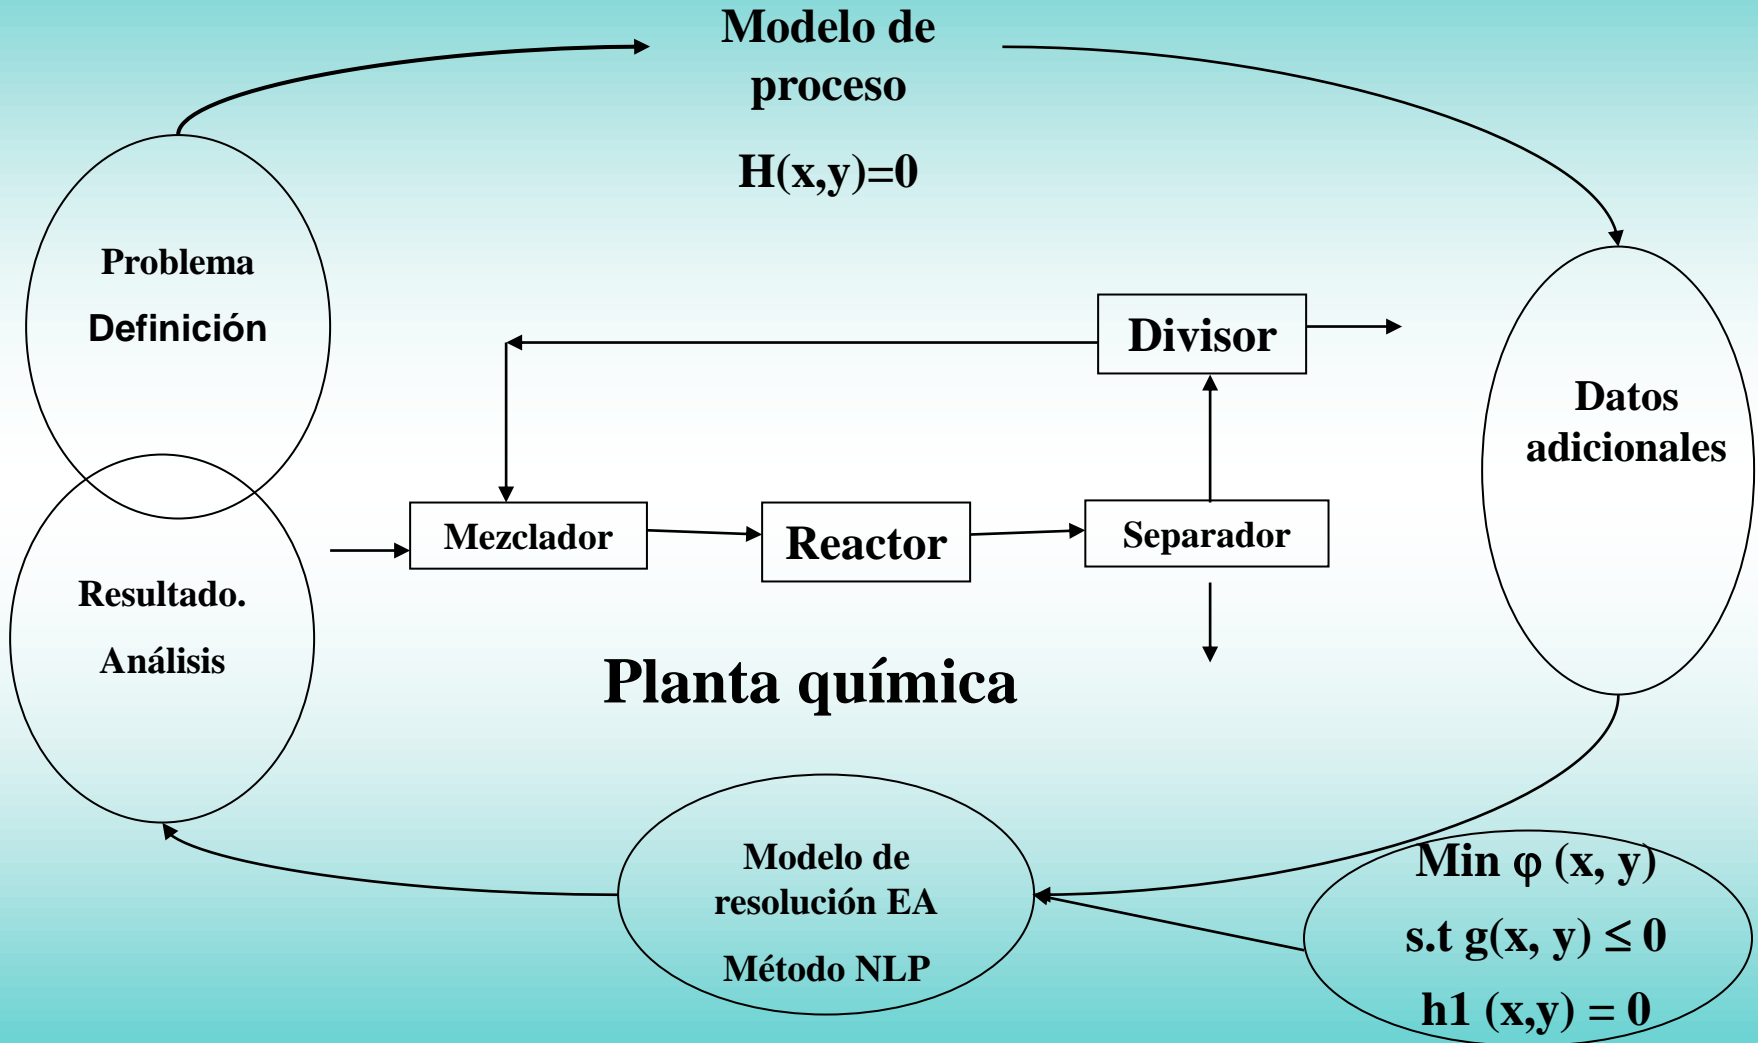 Modelo de
proceso
H(x,y)=0
Problema
Definición
Divisor
Datos
adicionales
Mezclador
Reactor
Separador
Resultado.
Análisis
Planta química
Modelo de
resolución EA
Método NLP
Min φ (x, y)
s.t g(x, y) ≤ 0
h1 (x,y) = 0